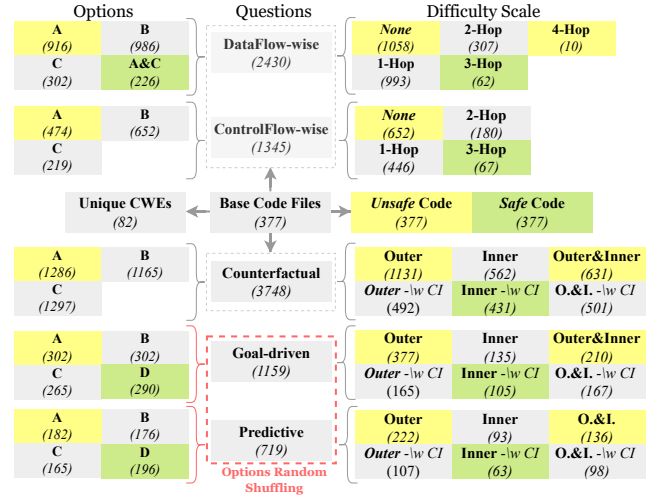 Options Questions Difficulty Scale
A B None 2-Hop 4-Hop
(916) (986) DataFlow-wise (1058) (307) (10)
C A&C (2430) 1-Hop 3-Hop
(302) (226) (993) (62)
A B None 2-Hop
(474) (652) ControlFlow-wise (652) (180)
C (1345) 1-Hop 3-Hop
(219) (446) (67)
Unique CWEs Base Code Files Unsafe Code Safe Code
(82) (377) (377) (377)
A B Outer Inner Outer&Inner
(1286) (1165) Counterfactual (1131) (562) (631)
C (3748) Outer -\w CI Inner -\w CI O.&I. -\w CI
(1297) (492) (431) (501)
A B Outer Inner Outer&Inner
(302) (302) Goal-driven (377) (135) (210)
C D (1159) Outer -\w CI Inner -\w CI O.&I. -\w CI
(265) (290) (165) (105) (167)
A B Outer Inner O.&I.
(182) (176) Predictive (222) (93) (136)
C D (719) Outer -\w CI Inner -\w CI O.&I. -\w CI
(165) (196) (107) (63) (98)
Options Random
Shuffling